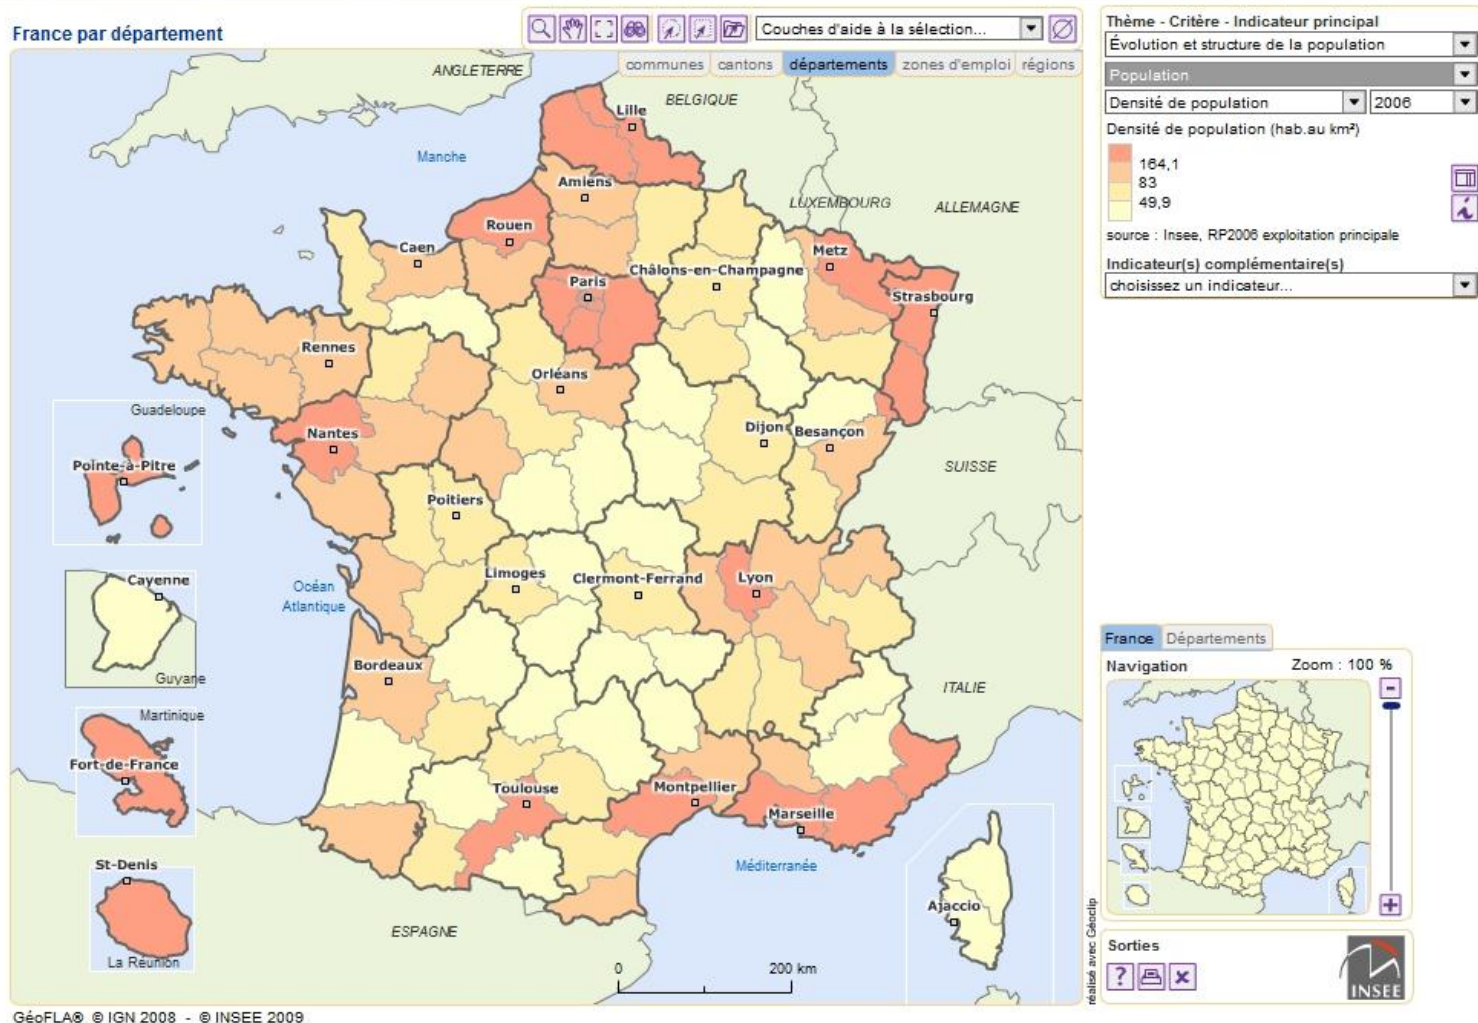 France par département
Couches d'aide à la sélection...
communes cantons départements zones d'emploi régions
ANGLETERRE
BELGIQUE
Lille
Manche
Amiens
LUXEMBOURG
ALLEMAGNE
Rouen
Caen
Metz
Châlons-en-Champagne
Paris
Strasbourg
Rennes
Orléans
Guadeloupe
Nantes
Dijon
Besançon
Pointe-à-Pitre
SUISSE
Poitiers
Cayenne
Océan
Atlantique
Limoges
Clermont-Ferrand
Lyon
Guyane
Bordeaux
ITALIE
Martinique
Fort-de-France
Toulouse
Montpellier
Marseille
St-Denis
Méditerranée
Ajaccio
ESPAGNE
La Réunion
0 200 km
réalisé avec Géoclip
GéoFLA® © IGN 2008 - © INSEE 2009
Thème - Critère - Indicateur principal
Évolution et structure de la population
Population
Densité de population 2006
Densité de population (hab.au km²)
164,1
83
49,9
source : Insee, RP2006 exploitation principale
Indicateur(s) complémentaire(s)
choisissez un indicateur...
France Départements
Navigation Zoom : 100 %
Sorties
INSEE